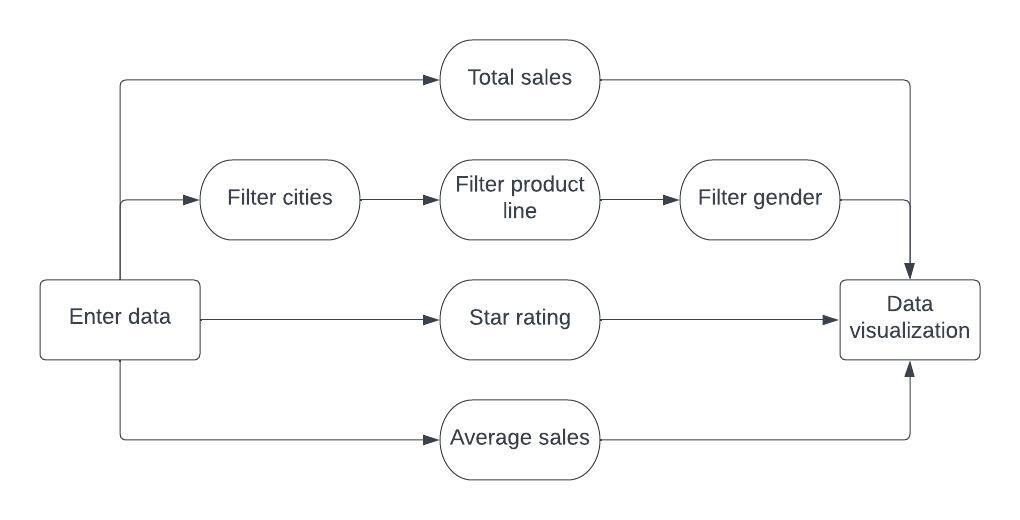 Total sales
Filter cities
Filter product
line
Filter gender
Enter data
Star rating
Data
visualization
Average sales